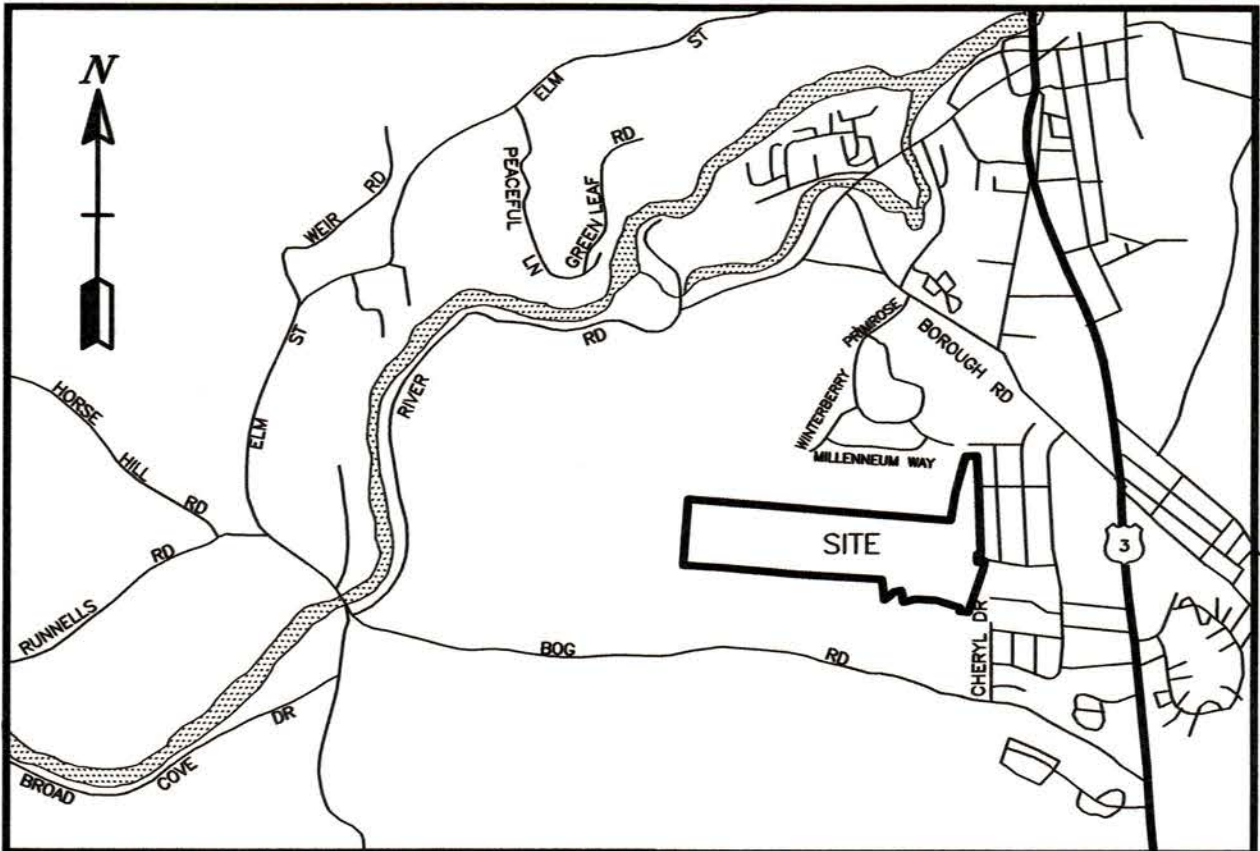 N
ELM
ST
PEACEFUL
LN
GREEN LEAF
RD
WEIR
RD
ST
ELM
RIVER
RD
PRIMROSE
BOROUGH RD
WINTERBERRY
MILLENNEUM WAY
HORSE
HILL
RD
SITE
3
RUNNELLS
RD
BOG
RD
CHERYL DR
BROAD
COVE
DR